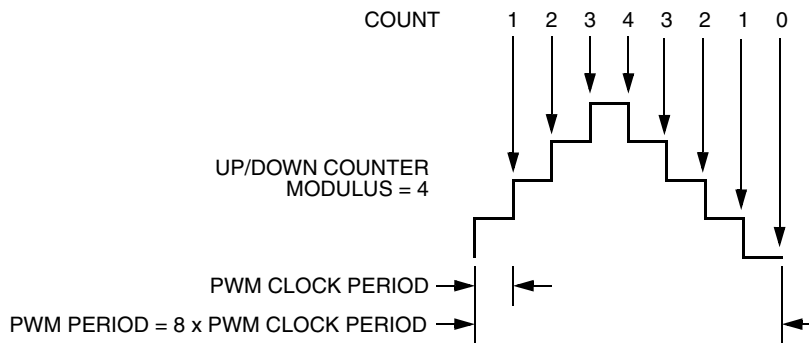 COUNT 1 2 3 4 3 2 1 0
UP/DOWN COUNTER
MODULUS = 4
PWM CLOCK PERIOD
PWM PERIOD = 8 x PWM CLOCK PERIOD